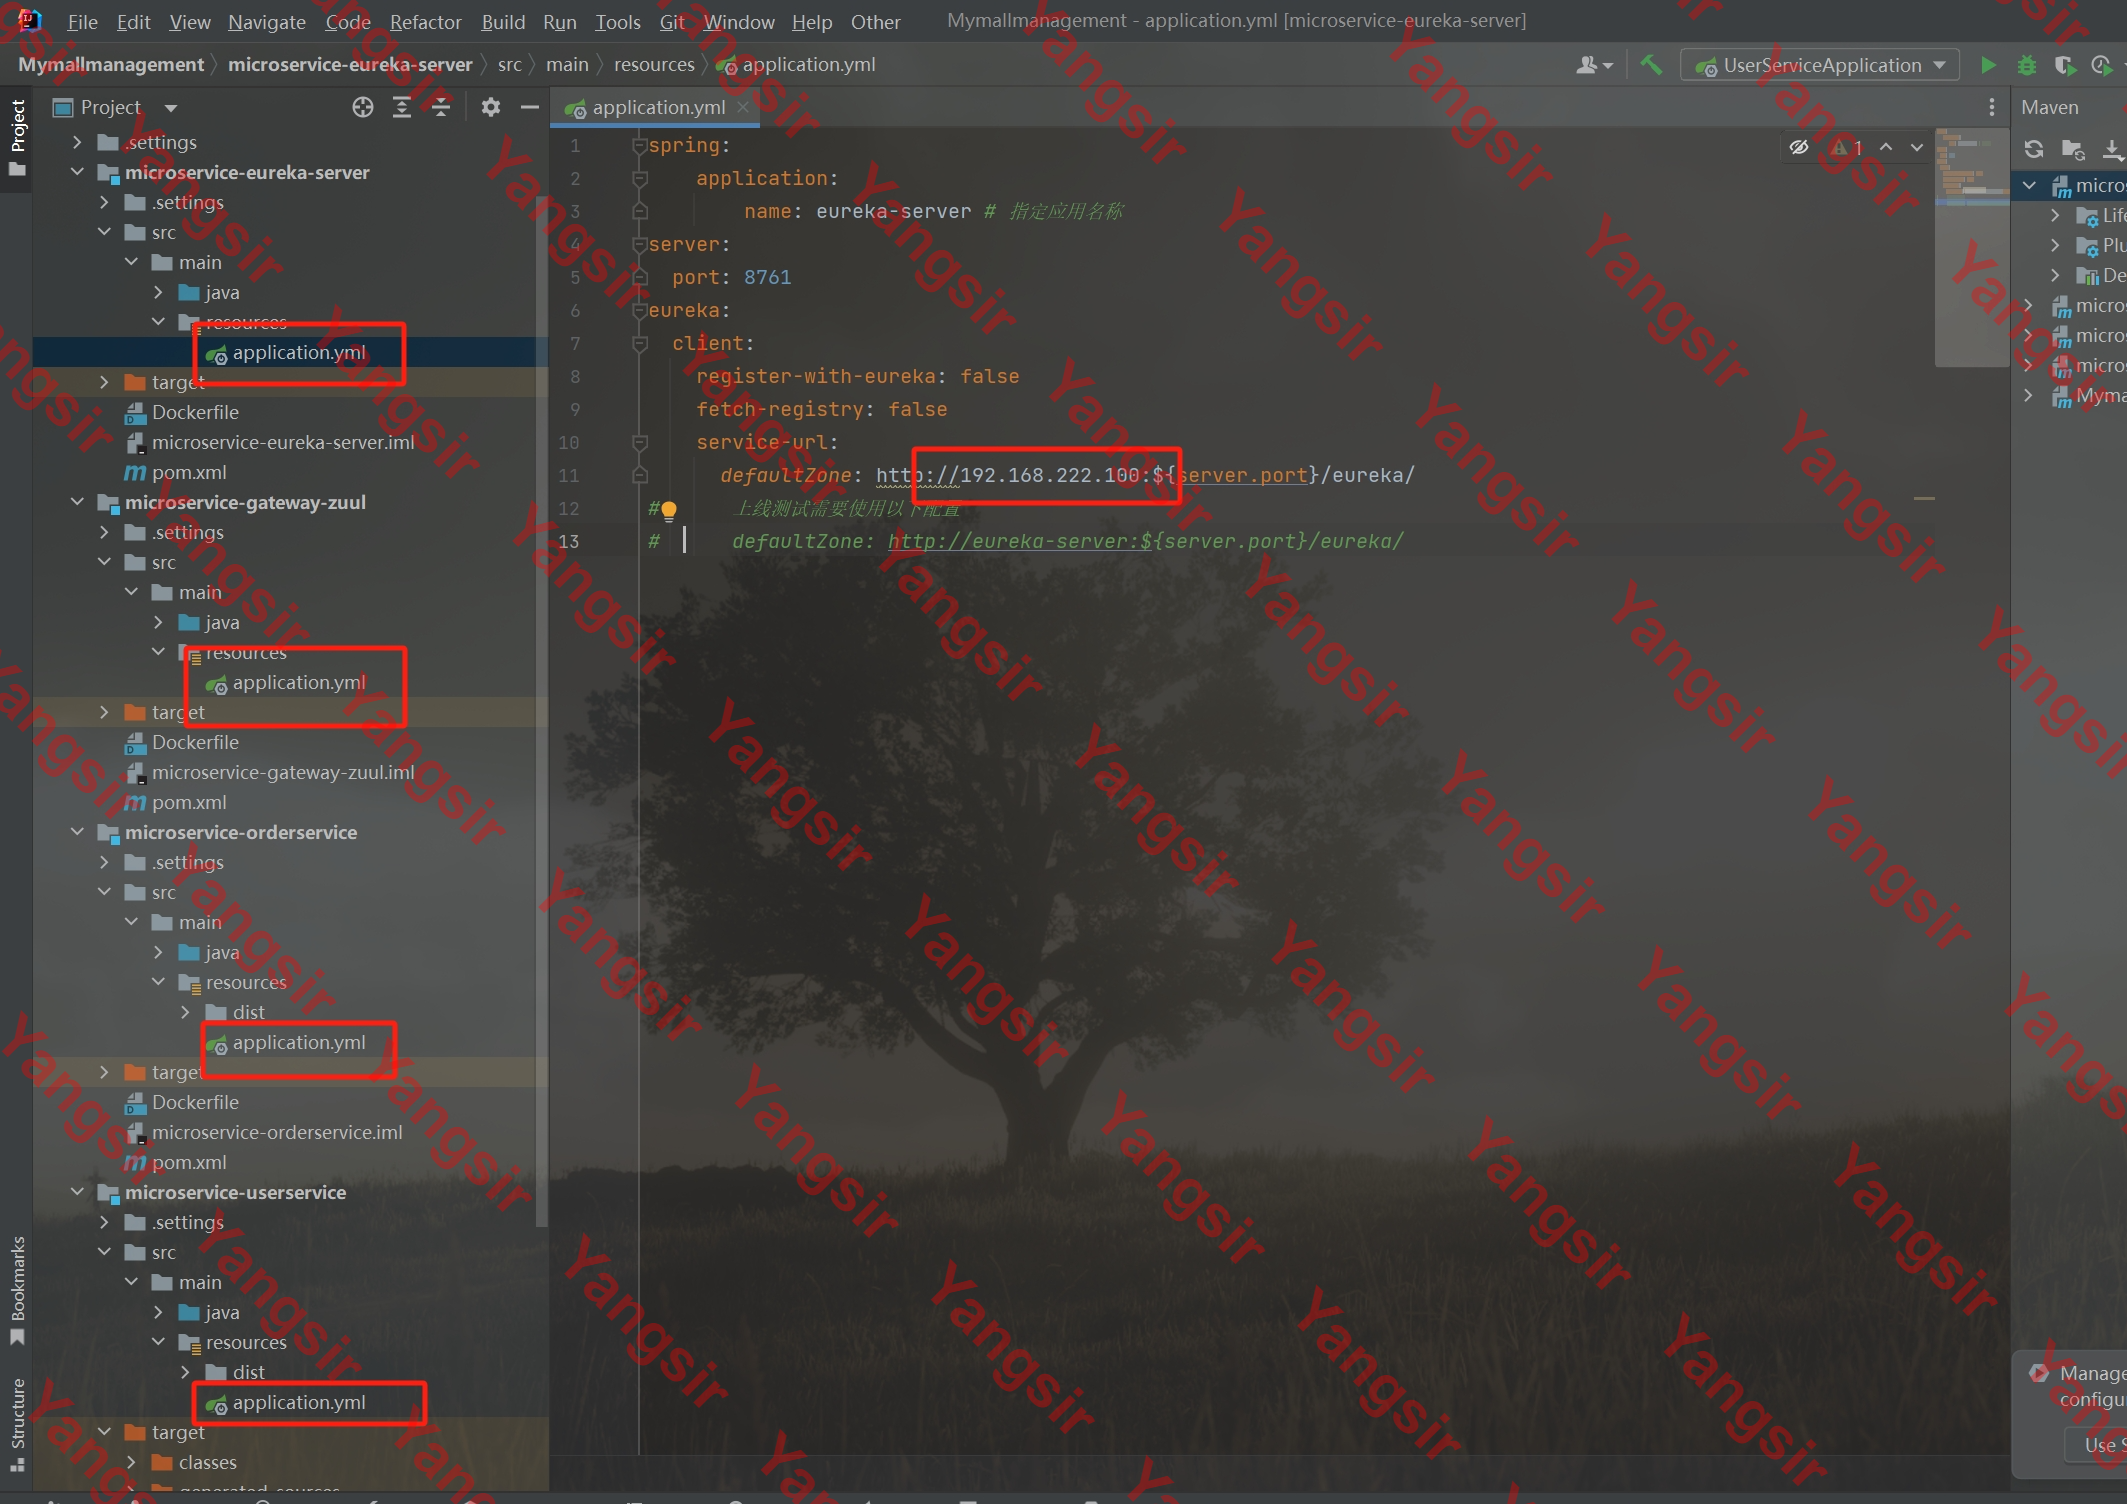 File Edit View Navigate Code Refactor Build Run Tools Git Window Help Other Mymallmanagement - application.yml [microservice-eureka-server]
Mymallmanagement microservice-eureka-server src main resources application.yml UserServiceApplication
Project
Project
.settings
microservice-eureka-server
.settings
src
main
java
resources
application.yml
target
Dockerfile
microservice-eureka-server.iml
pom.xml
microservice-gateway-zuul
.settings
src
main
java
resources
application.yml
target
Dockerfile
microservice-gateway-zuul.iml
pom.xml
microservice-orderservice
.settings
src
main
java
resources
dist
application.yml
target
Dockerfile
microservice-orderservice.iml
pom.xml
microservice-userservice
.settings
src
main
java
resources
dist
application.yml
target
classes
Bookmarks
Structure
application.yml
1 spring:
2 application:
3 name: eureka-server # 指定应用名称
4 server:
5 port: 8761
6 eureka:
7 client:
8 register-with-eureka: false
9 fetch-registry: false
10 service-url:
11 defaultZone: http://192.168.222.100:${server.port}/eureka/
12 # 上线测试需要使用以下配置
13 # defaultZone: http://eureka-server:${server.port}/eureka/
1
Maven
micros
Life
Plu
De
micros
micros
micros
Myma
Manage
configu
Use S
Yangsir